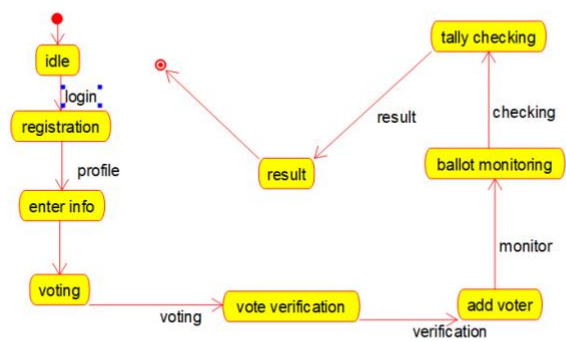 idle
login
registration
profile
enter info
voting
voting
vote verification
verification
add voter
monitor
ballot monitoring
checking
tally checking
result
result